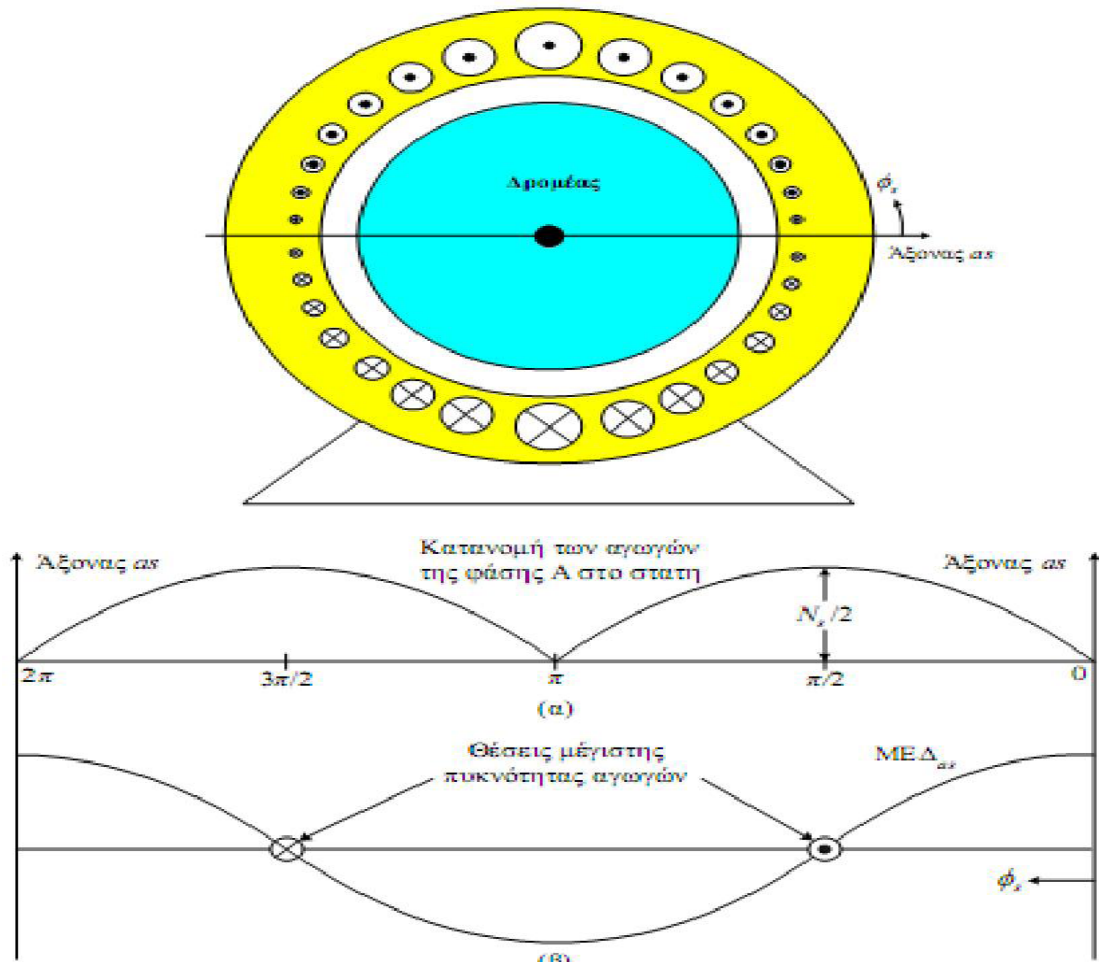 Δρομέας
ϕs
Άξονας as
Άξονας as
Κατανομή των αγωγών
της φάσης Α στο στατη
Άξονας as
Ns/2
2π
3π/2
π
π/2
0
(α)
Θέσεις μέγιστης
πυκνότητας αγωγών
ΜΕΔas
ϕs
(β)